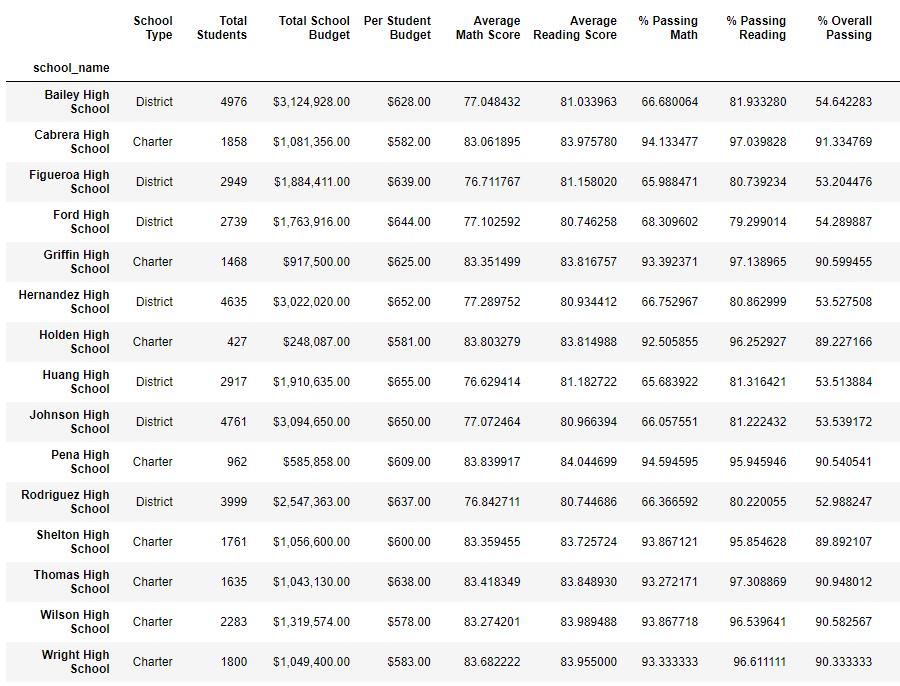 School Type Total Students Total School Budget Per Student Budget Average Math Score Average Reading Score % Passing Math % Passing Reading % Overall Passing
school_name
Bailey High School District 4976 $3,124,928.00 $628.00 77.048432 81.033963 66.680064 81.933280 54.642283
Cabrera High School Charter 1858 $1,081,356.00 $582.00 83.061895 83.975780 94.133477 97.039828 91.334769
Figueroa High School District 2949 $1,884,411.00 $639.00 76.711767 81.158020 65.988471 80.739234 53.204476
Ford High School District 2739 $1,763,916.00 $644.00 77.102592 80.746258 68.309602 79.299014 54.289887
Griffin High School Charter 1468 $917,500.00 $625.00 83.351499 83.816757 93.392371 97.138965 90.599455
Hernandez High School District 4635 $3,022,020.00 $652.00 77.289752 80.934412 66.752967 80.862999 53.527508
Holden High School Charter 427 $248,087.00 $581.00 83.803279 83.814988 92.505855 96.252927 89.227166
Huang High School District 2917 $1,910,635.00 $655.00 76.629414 81.182722 65.683922 81.316421 53.513884
Johnson High School District 4761 $3,094,650.00 $650.00 77.072464 80.966394 66.057551 81.222432 53.539172
Pena High School Charter 962 $585,858.00 $609.00 83.839917 84.044699 94.594595 95.945946 90.540541
Rodriguez High School District 3999 $2,547,363.00 $637.00 76.842711 80.744686 66.366592 80.220055 52.988247
Shelton High School Charter 1761 $1,056,600.00 $600.00 83.359455 83.725724 93.867121 95.854628 89.892107
Thomas High School Charter 1635 $1,043,130.00 $638.00 83.418349 83.848930 93.272171 97.308869 90.948012
Wilson High School Charter 2283 $1,319,574.00 $578.00 83.274201 83.989488 93.867718 96.539641 90.582567
Wright High School Charter 1800 $1,049,400.00 $583.00 83.682222 83.955000 93.333333 96.611111 90.333333